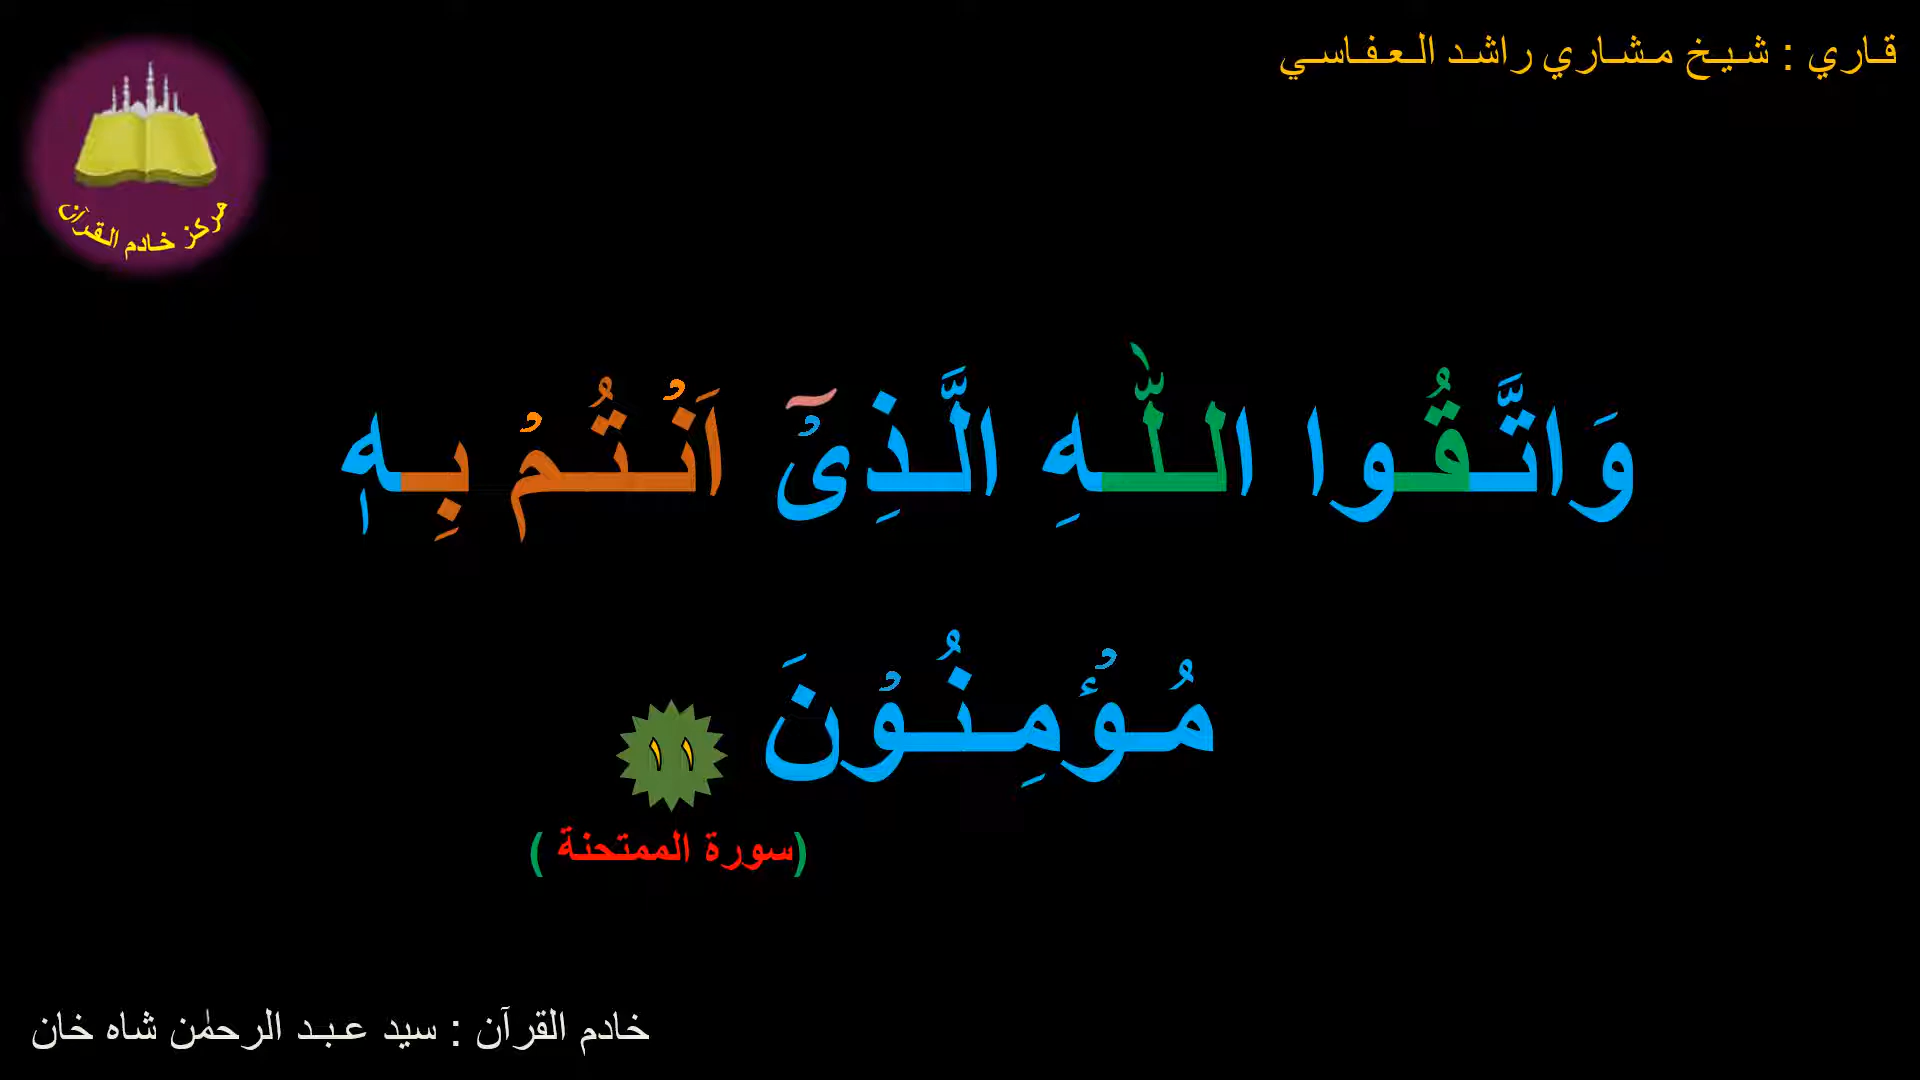 قاري : شيخ مشاري راشد العفاسي
مركز خادم القرآن
وَاتَّقُوا اللّٰهِ الَّذِىْۤ اَنْتُمْ بِهٖ
مُؤْمِنُوْنَ ١١
(سورة الممتحنة )
خادم القرآن : سيد عبد الرحمٰن شاه خان